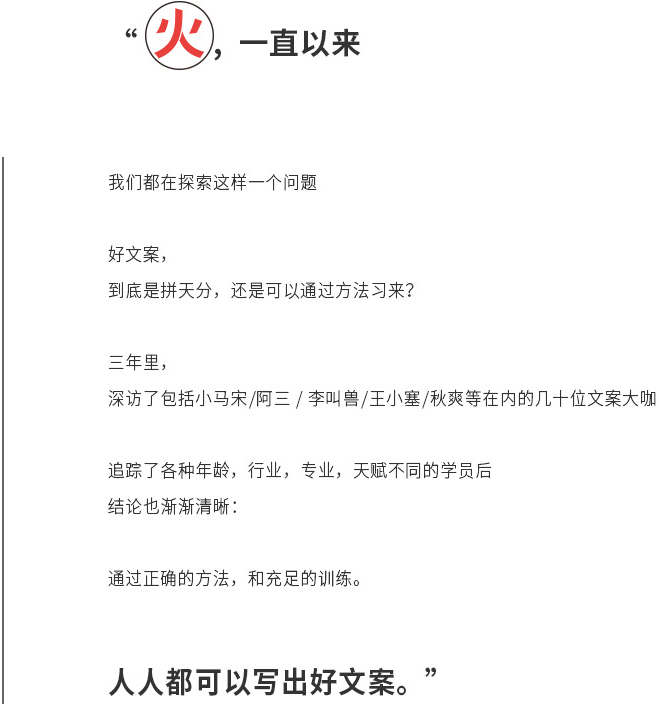 “火，一直以来
我们都在探索这样一个问题
好文案，
到底是拼天分，还是可以通过方法习来？
三年里，
深访了包括小马宋/阿三 / 李叫兽/王小塞/秋爽等在内的几十位文案大咖
追踪了各种年龄，行业，专业，天赋不同的学员后
结论也渐渐清晰：
通过正确的方法，和充足的训练。
人人都可以写出好文案。”